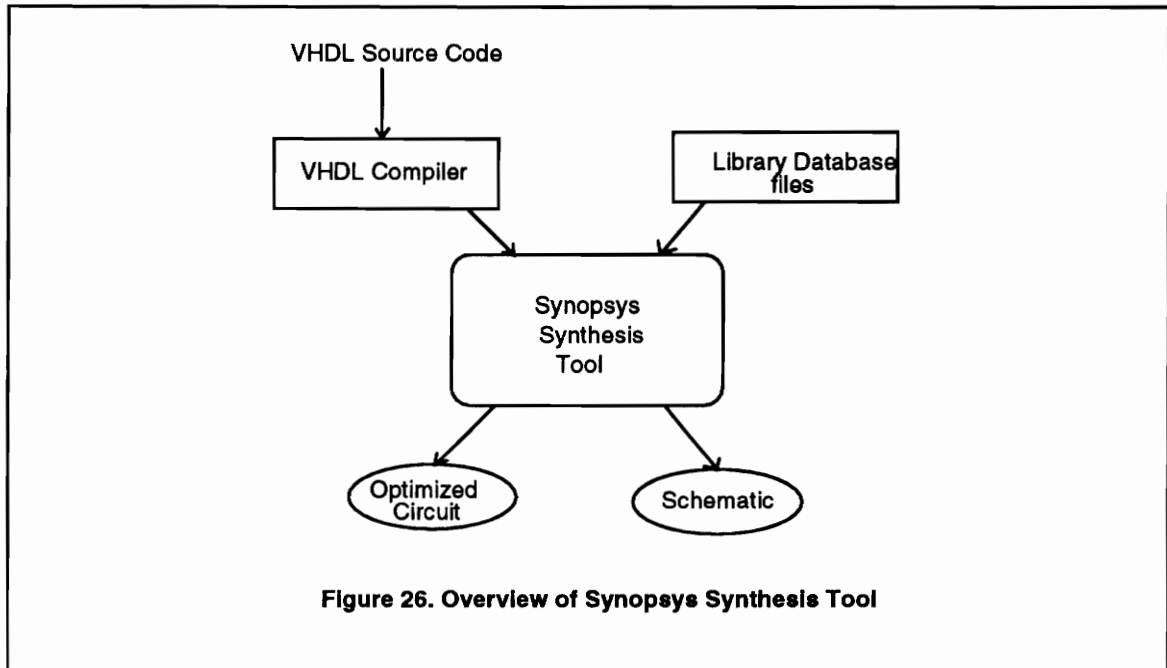 VHDL Source Code
VHDL Compiler
Library Database
files
Synopsys
Synthesis
Tool
Optimized
Circuit
Schematic
Figure 26. Overview of Synopsys Synthesis Tool